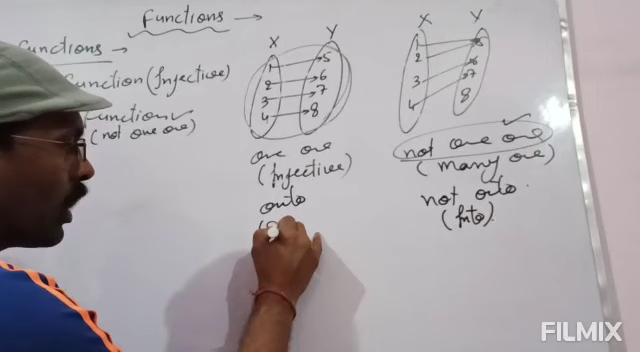 Functions →
Functions →
Function (Injective)
Function
(not one one)
X Y
1 5
2 6
3 7
4 8
one one
(Injective)
onto
X Y
1 5
2 6
3 7
4 8
not one one
(many one)
not onto
(Into)
FILMIX